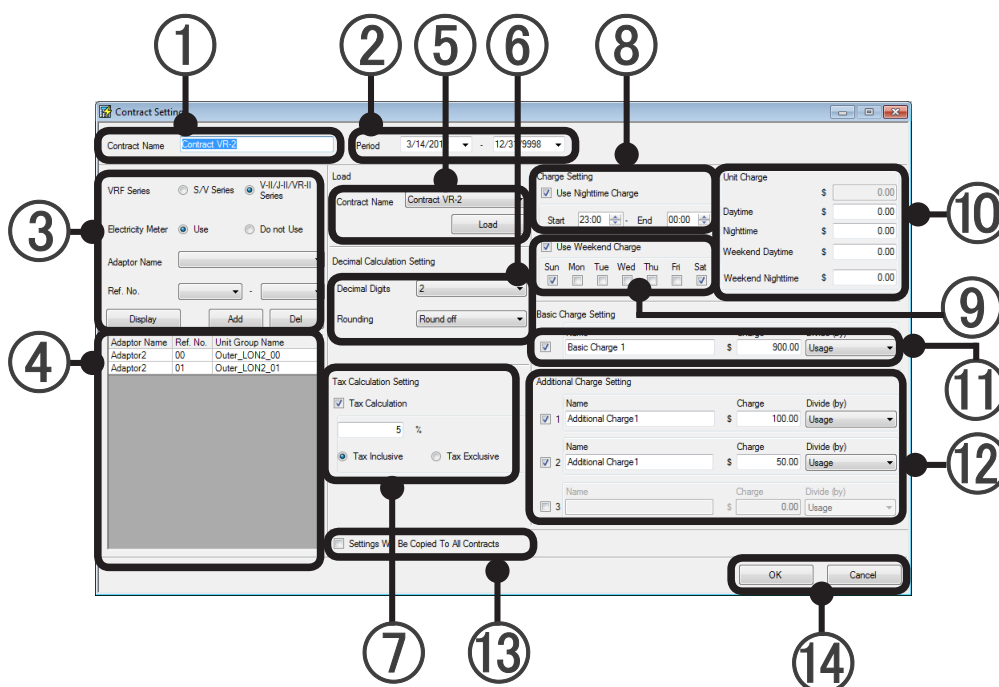 ① ② ⑤ ⑥ ⑧
Contract Setting
Contract Name Contract VR-2 Period 3/14/201 - 12/31/9998
③
VRF Series S/V Series V-II/J-II/VR-II Series
Electricity Meter Use Do not Use
Adaptor Name
Ref. No. -
Display Add Del
④
Adaptor Name Ref. No. Unit Group Name
Adaptor2 00 Outer_LON2_00
Adaptor2 01 Outer_LON2_01
Load
Contract Name Contract VR-2
Load
Decimal Calculation Setting
Decimal Digits 2
Rounding Round off
Tax Calculation Setting
Tax Calculation
5 %
Tax Inclusive Tax Exclusive
⑦
Settings Will Be Copied To All Contracts
⑬
Charge Setting
Use Nighttime Charge
Start 23:00 - End 00:00
Use Weekend Charge
Sun Mon Tue Wed Thu Fri Sat
⑨
Unit Charge
$ 0.00
Daytime $ 0.00
Nighttime $ 0.00
Weekend Daytime $ 0.00
Weekend Nighttime $ 0.00
⑩
Basic Charge Setting
Name Charge Divide (by)
Basic Charge 1 $ 900.00 Usage
⑪
Additional Charge Setting
Name Charge Divide (by)
1 Additional Charge1 $ 100.00 Usage
Name Charge Divide (by)
2 Additional Charge1 $ 50.00 Usage
Name Charge Divide (by)
3 $ 0.00 Usage
⑫
OK Cancel
⑭